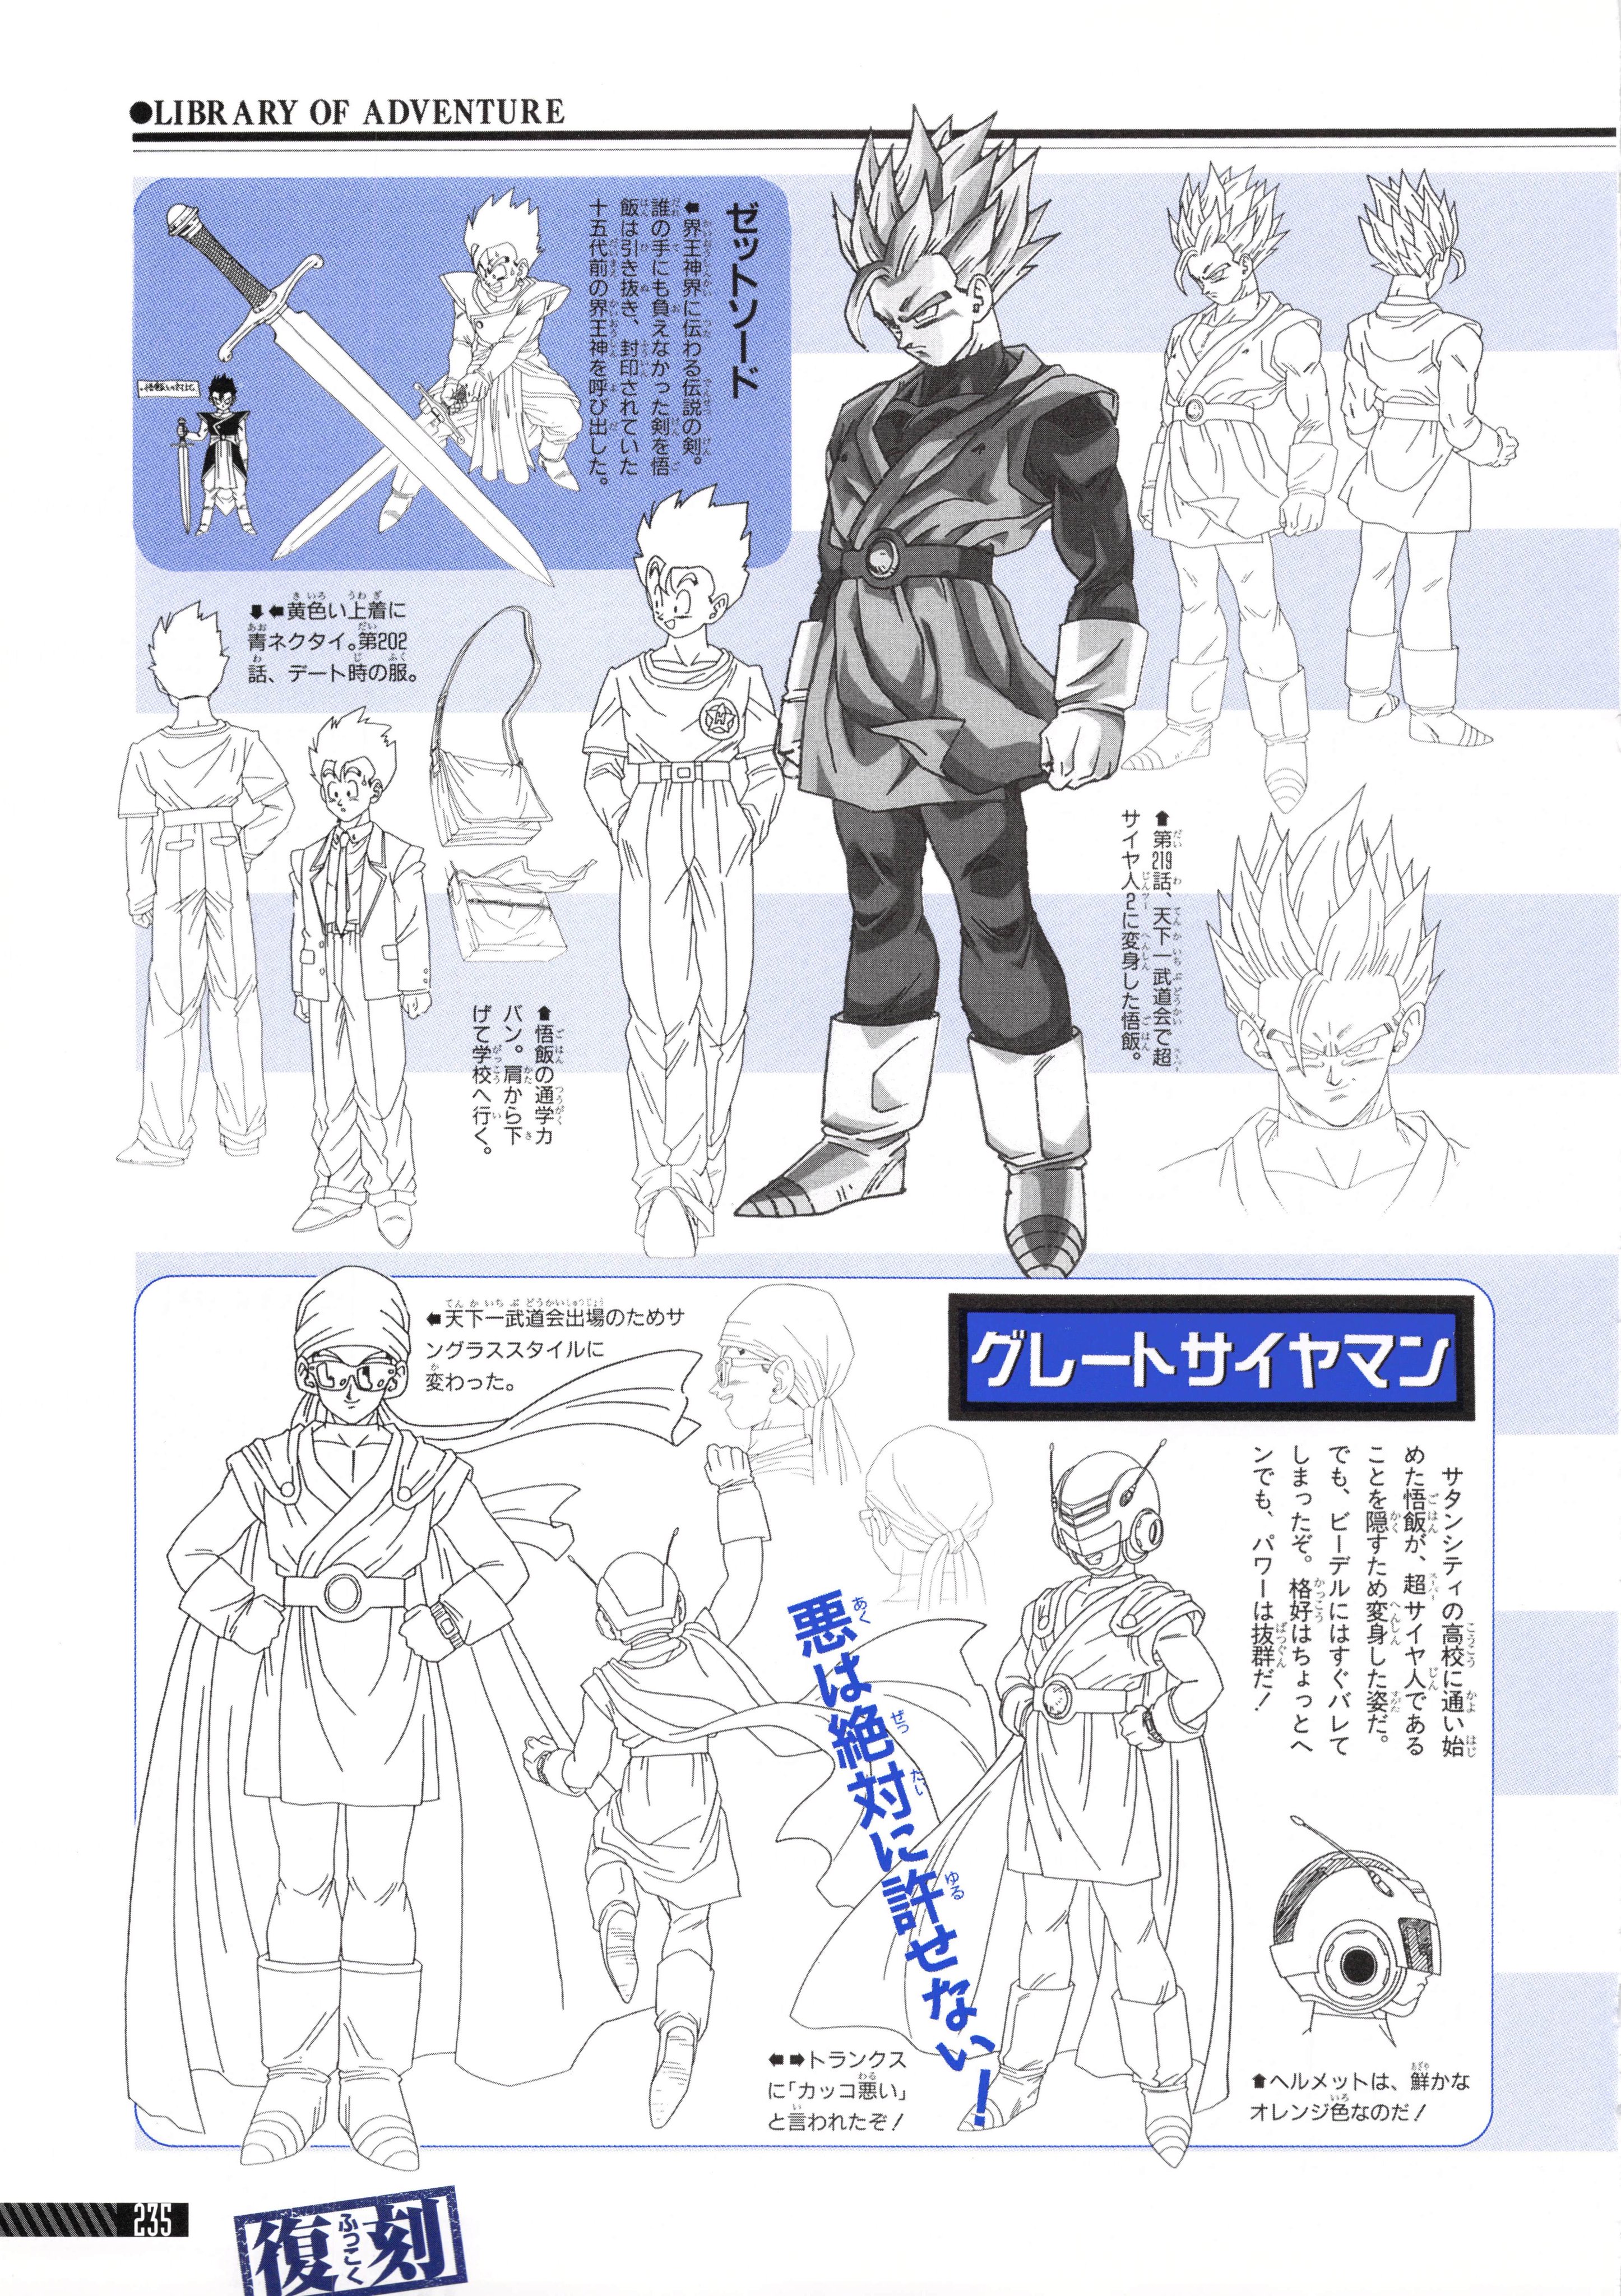 ●LIBRARY OF ADVENTURE
ゼットソード
⬅界王神界に伝わる伝説の剣。
誰の手にも負えなかった剣を悟
飯は引き抜き、封印されていた
十五代前の界王神を呼び出した。
⬇⬅黄色い上着に
青ネクタイ。第202
話、デート時の服。
⬆悟飯の通学カ
バン。肩から下
げて学校へ行く。
⬆第219話、天下一武道会で超
サイヤ人2に変身した悟飯。
⬅天下一武道会出場のためサ
ングラススタイルに
変わった。
グレートサイヤマン
サタンシティの高校に通い始
めた悟飯が、超サイヤ人である
ことを隠すため変身した姿だ。
でも、ビーデルにはすぐバレて
しまったぞ。格好はちょっとヘ
ンでも、パワーは抜群だ!
悪は絶対に許せない!
⬅➡トランクス
に「カッコ悪い」
と言われたぞ!
⬆ヘルメットは、鮮かな
オレンジ色なのだ!
235
復刻
ふっこく